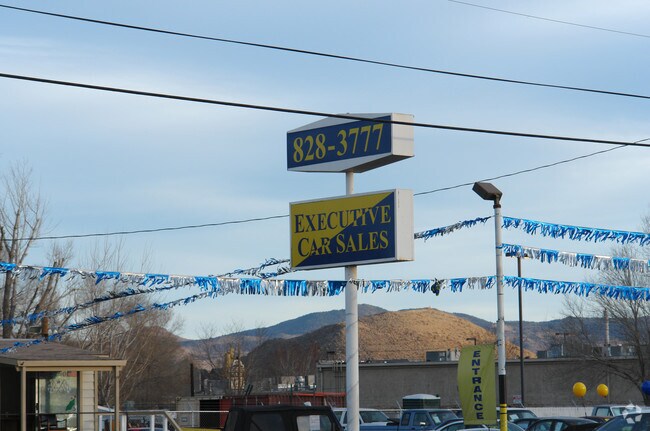 828-3777
EXECUTIVE
CAR SALES
ENTRANCE